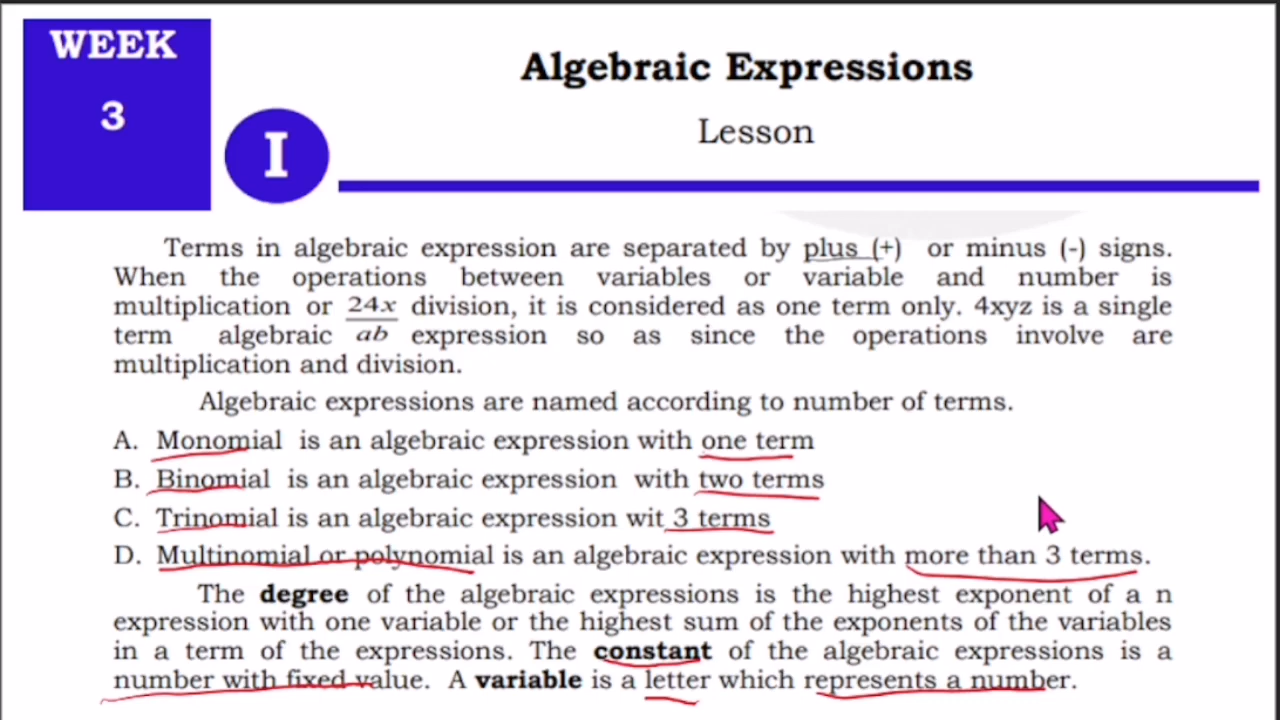 WEEK
3
I
Algebraic Expressions
Lesson
Terms in algebraic expression are separated by plus (+) or minus (-) signs.
When the operations between variables or variable and number is
multiplication or 24x division, it is considered as one term only. 4xyz is a single
term algebraic ab expression so as since the operations involve are
multiplication and division.
Algebraic expressions are named according to number of terms.
A. Monomial is an algebraic expression with one term
B. Binomial is an algebraic expression with two terms
C. Trinomial is an algebraic expression wit 3 terms
D. Multinomial or polynomial is an algebraic expression with more than 3 terms.
The degree of the algebraic expressions is the highest exponent of a n
expression with one variable or the highest sum of the exponents of the variables
in a term of the expressions. The constant of the algebraic expressions is a
number with fixed value. A variable is a letter which represents a number.